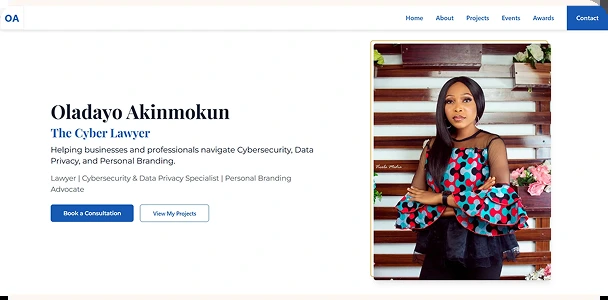 OA
Home About Projects Events Awards Contact
Oladayo Akinmokun
The Cyber Lawyer
Helping businesses and professionals navigate Cybersecurity, Data
Privacy, and Personal Branding.
Lawyer | Cybersecurity & Data Privacy Specialist | Personal Branding
Advocate
Book a Consultation View My Projects